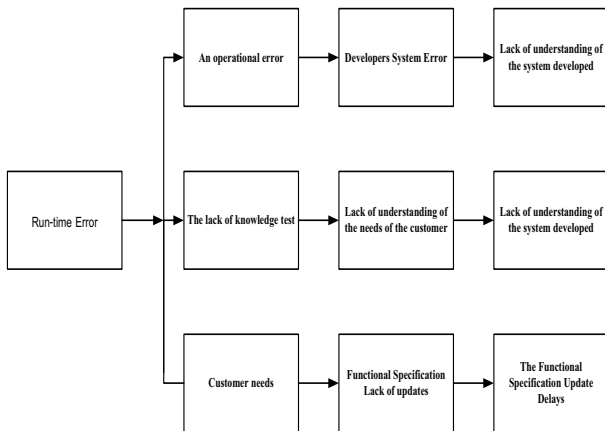 An operational error
Developers System Error
Lack of understanding of
the system developed
Run-time Error
The lack of knowledge test
Lack of understanding of
the needs of the customer
Lack of understanding of
the system developed
Customer needs
Functional Specification
Lack of updates
The Functional
Specification Update
Delays